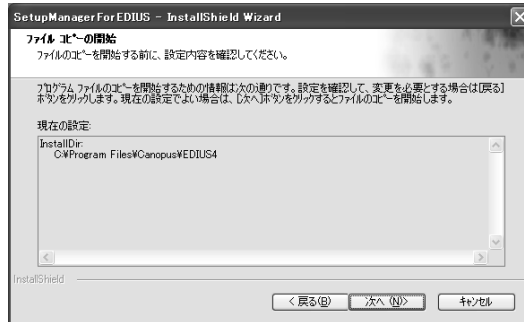 SetupManagerForEDIUS - InstallShield Wizard
ﾌｧｲﾙ ｺﾋﾟｰの開始
ﾌｧｲﾙのｺﾋﾟｰを開始する前に、設定内容を確認してください。
ﾌﾟﾛｸﾞﾗﾑ ﾌｧｲﾙのｺﾋﾟｰを開始するための情報は次の通りです。設定を確認して、変更を必要とする場合は[戻る]
ﾎﾞﾀﾝをｸﾘｯｸします。現在の設定でよい場合は、[次へ]ﾎﾞﾀﾝをｸﾘｯｸするとﾌｧｲﾙのｺﾋﾟｰを開始します。
現在の設定:
InstallDir:
C:¥Program Files¥Canopus¥EDIUS4
InstallShield
< 戻る(B)
次へ (N)>
ｷｬﾝｾﾙ